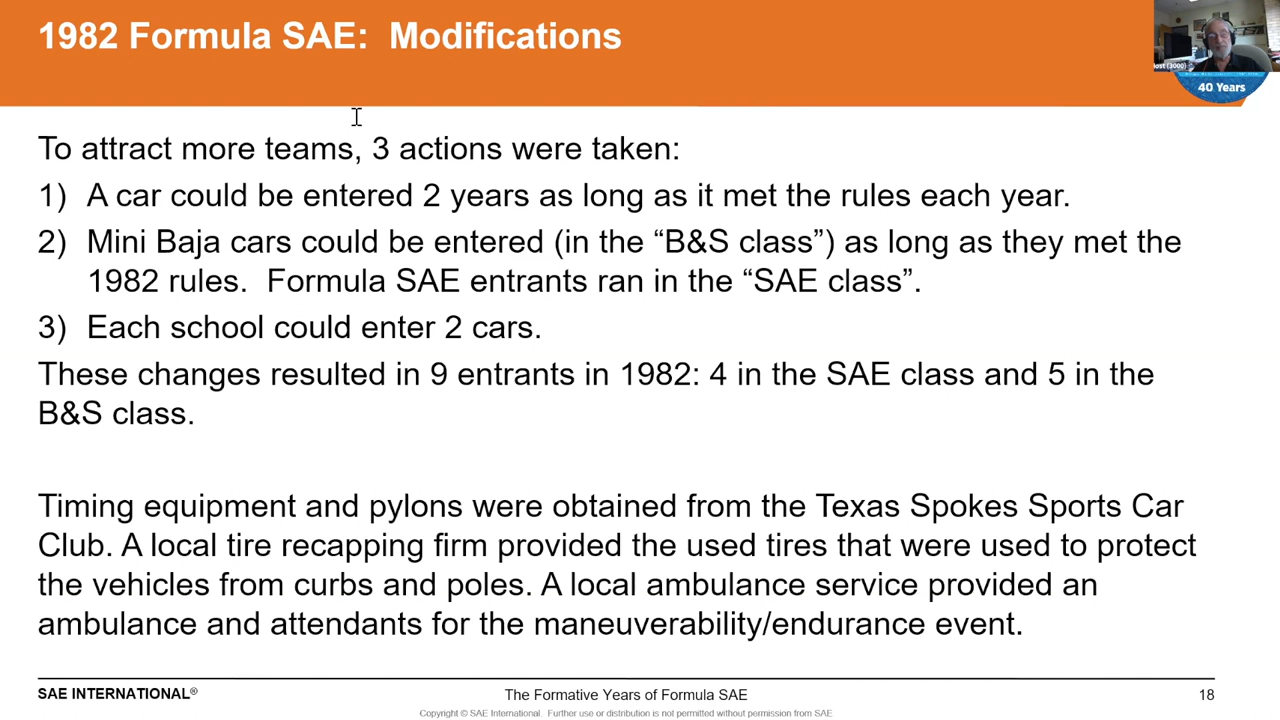 1982 Formula SAE:  Modifications
40 Years
To attract more teams, 3 actions were taken:
1) A car could be entered 2 years as long as it met the rules each year.
2) Mini Baja cars could be entered (in the “B&S class”) as long as they met the
1982 rules.  Formula SAE entrants ran in the “SAE class”.
3) Each school could enter 2 cars.
These changes resulted in 9 entrants in 1982: 4 in the SAE class and 5 in the
B&S class.
Timing equipment and pylons were obtained from the Texas Spokes Sports Car
Club. A local tire recapping firm provided the used tires that were used to protect
the vehicles from curbs and poles. A local ambulance service provided an
ambulance and attendants for the maneuverability/endurance event.
SAE INTERNATIONAL®
The Formative Years of Formula SAE
18
Copyright © SAE International.  Further use or distribution is not permitted without permission from SAE